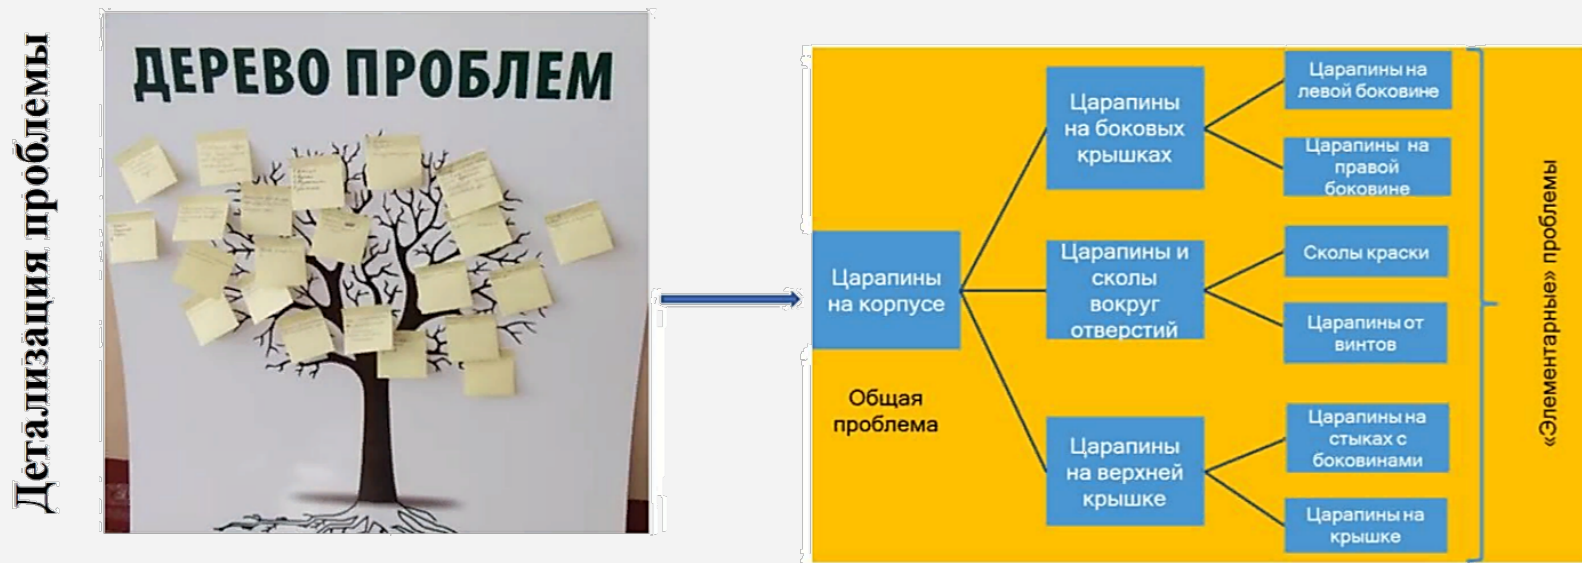 Детализация проблемы
ДЕРЕВО ПРОБЛЕМ
Царапины
на корпусе
Общая
проблема
Царапины
на боковых
крышках
Царапины и
сколы
вокруг
отверстий
Царапины
на верхней
крышке
Царапины на
левой боковине
Царапины на
правой
боковине
Сколы краски
Царапины от
винтов
Царапины на
стыках с
боковинами
Царапины на
крышке
«Элементарные» проблемы